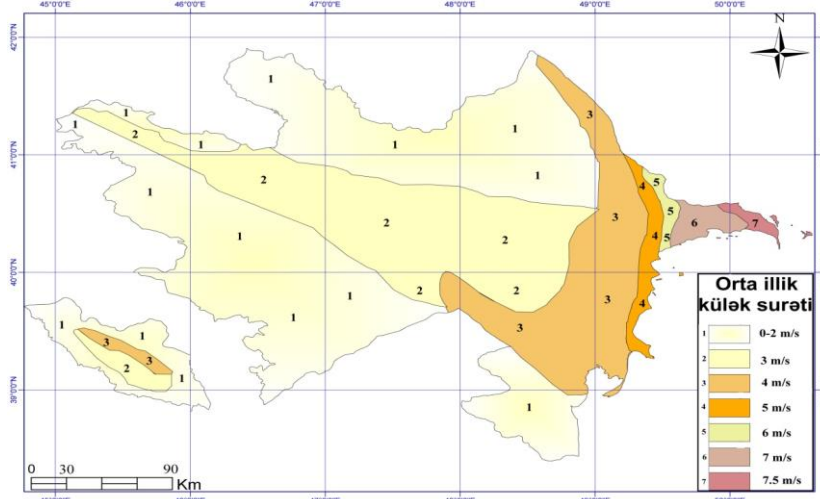 45°0'0"E 46°0'0"E 47°0'0"E 48°0'0"E 49°0'0"E 50°0'0"E
42°0'0"N
N
1
1
1 1
1 2 1 1
41°0'0"N
1
2 4 5
1 3 5
2 6 7
1 2 4 5
40°0'0"N
1 2 2
3 4
1
3
1 1
3
3
2 1
39°0'0"N
1
Orta illik
külək surəti
1 0-2 m/s
2 3 m/s
3 4 m/s
4 5 m/s
5 6 m/s
6 7 m/s
7 7.5 m/s
0 30 90
Km